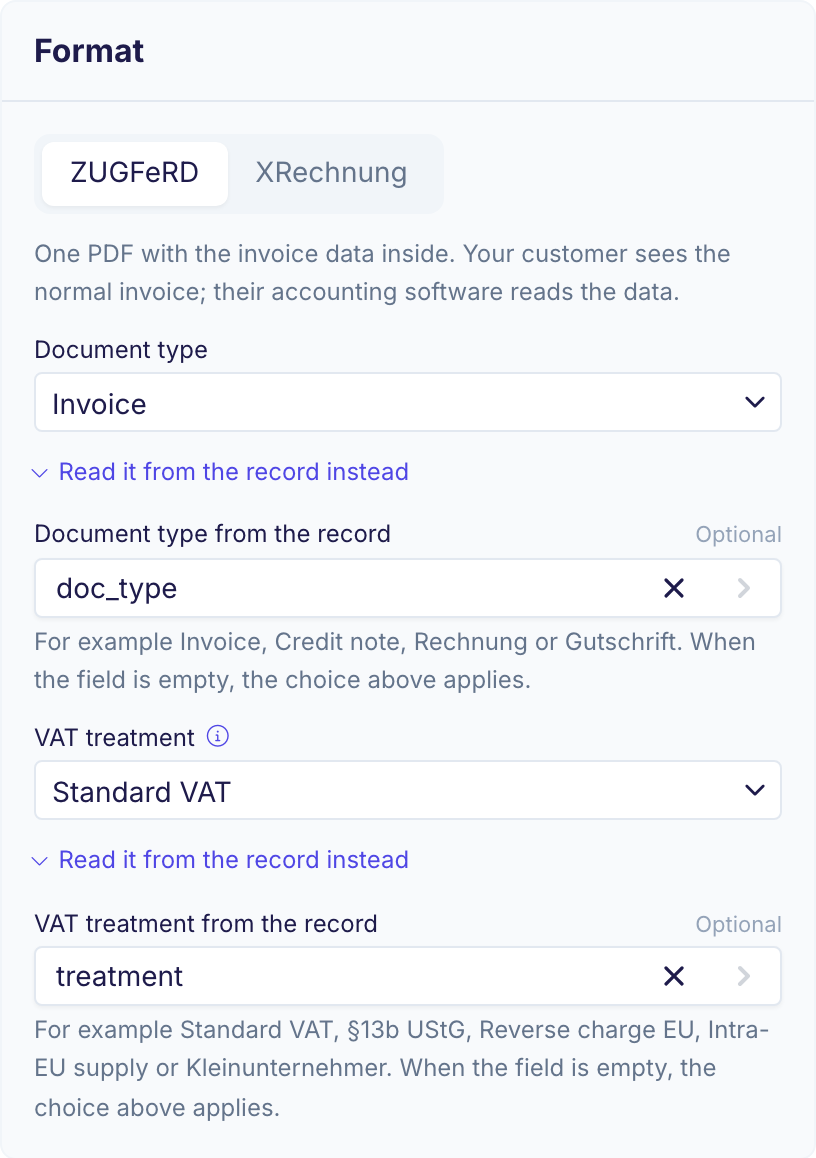 Format
ZUGFeRD XRechnung
One PDF with the invoice data inside. Your customer sees the
normal invoice; their accounting software reads the data.
Document type
Invoice
Read it from the record instead
Document type from the record Optional
doc_type
For example Invoice, Credit note, Rechnung or Gutschrift. When
the field is empty, the choice above applies.
VAT treatment
Standard VAT
Read it from the record instead
VAT treatment from the record Optional
treatment
For example Standard VAT, §13b UStG, Reverse charge EU, Intra-
EU supply or Kleinunternehmer. When the field is empty, the
choice above applies.